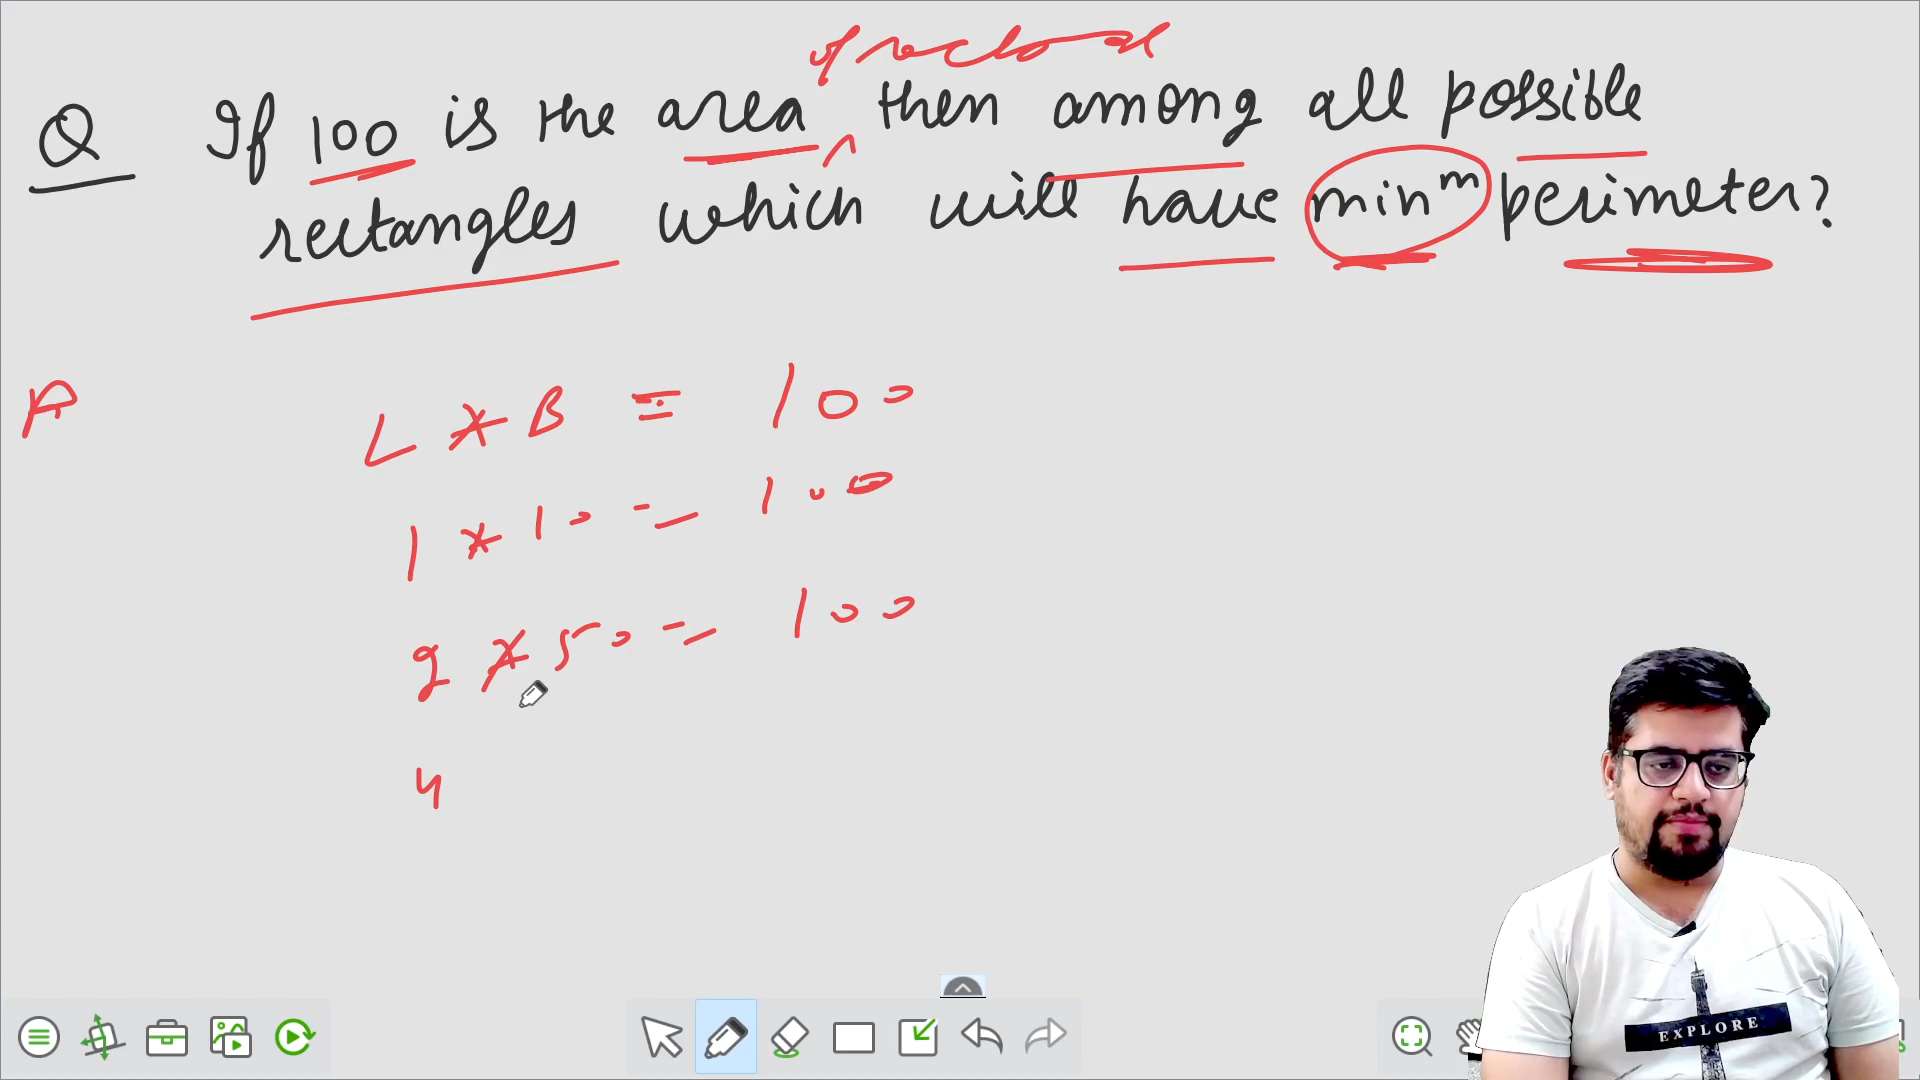 of rectangle
Q If 100 is the area ^ then among all possible
rectangles which will have minᵐ perimeter?
A
L * B = 100
1 * 10 = 100
2 * 50 = 100
4
EXPLORE